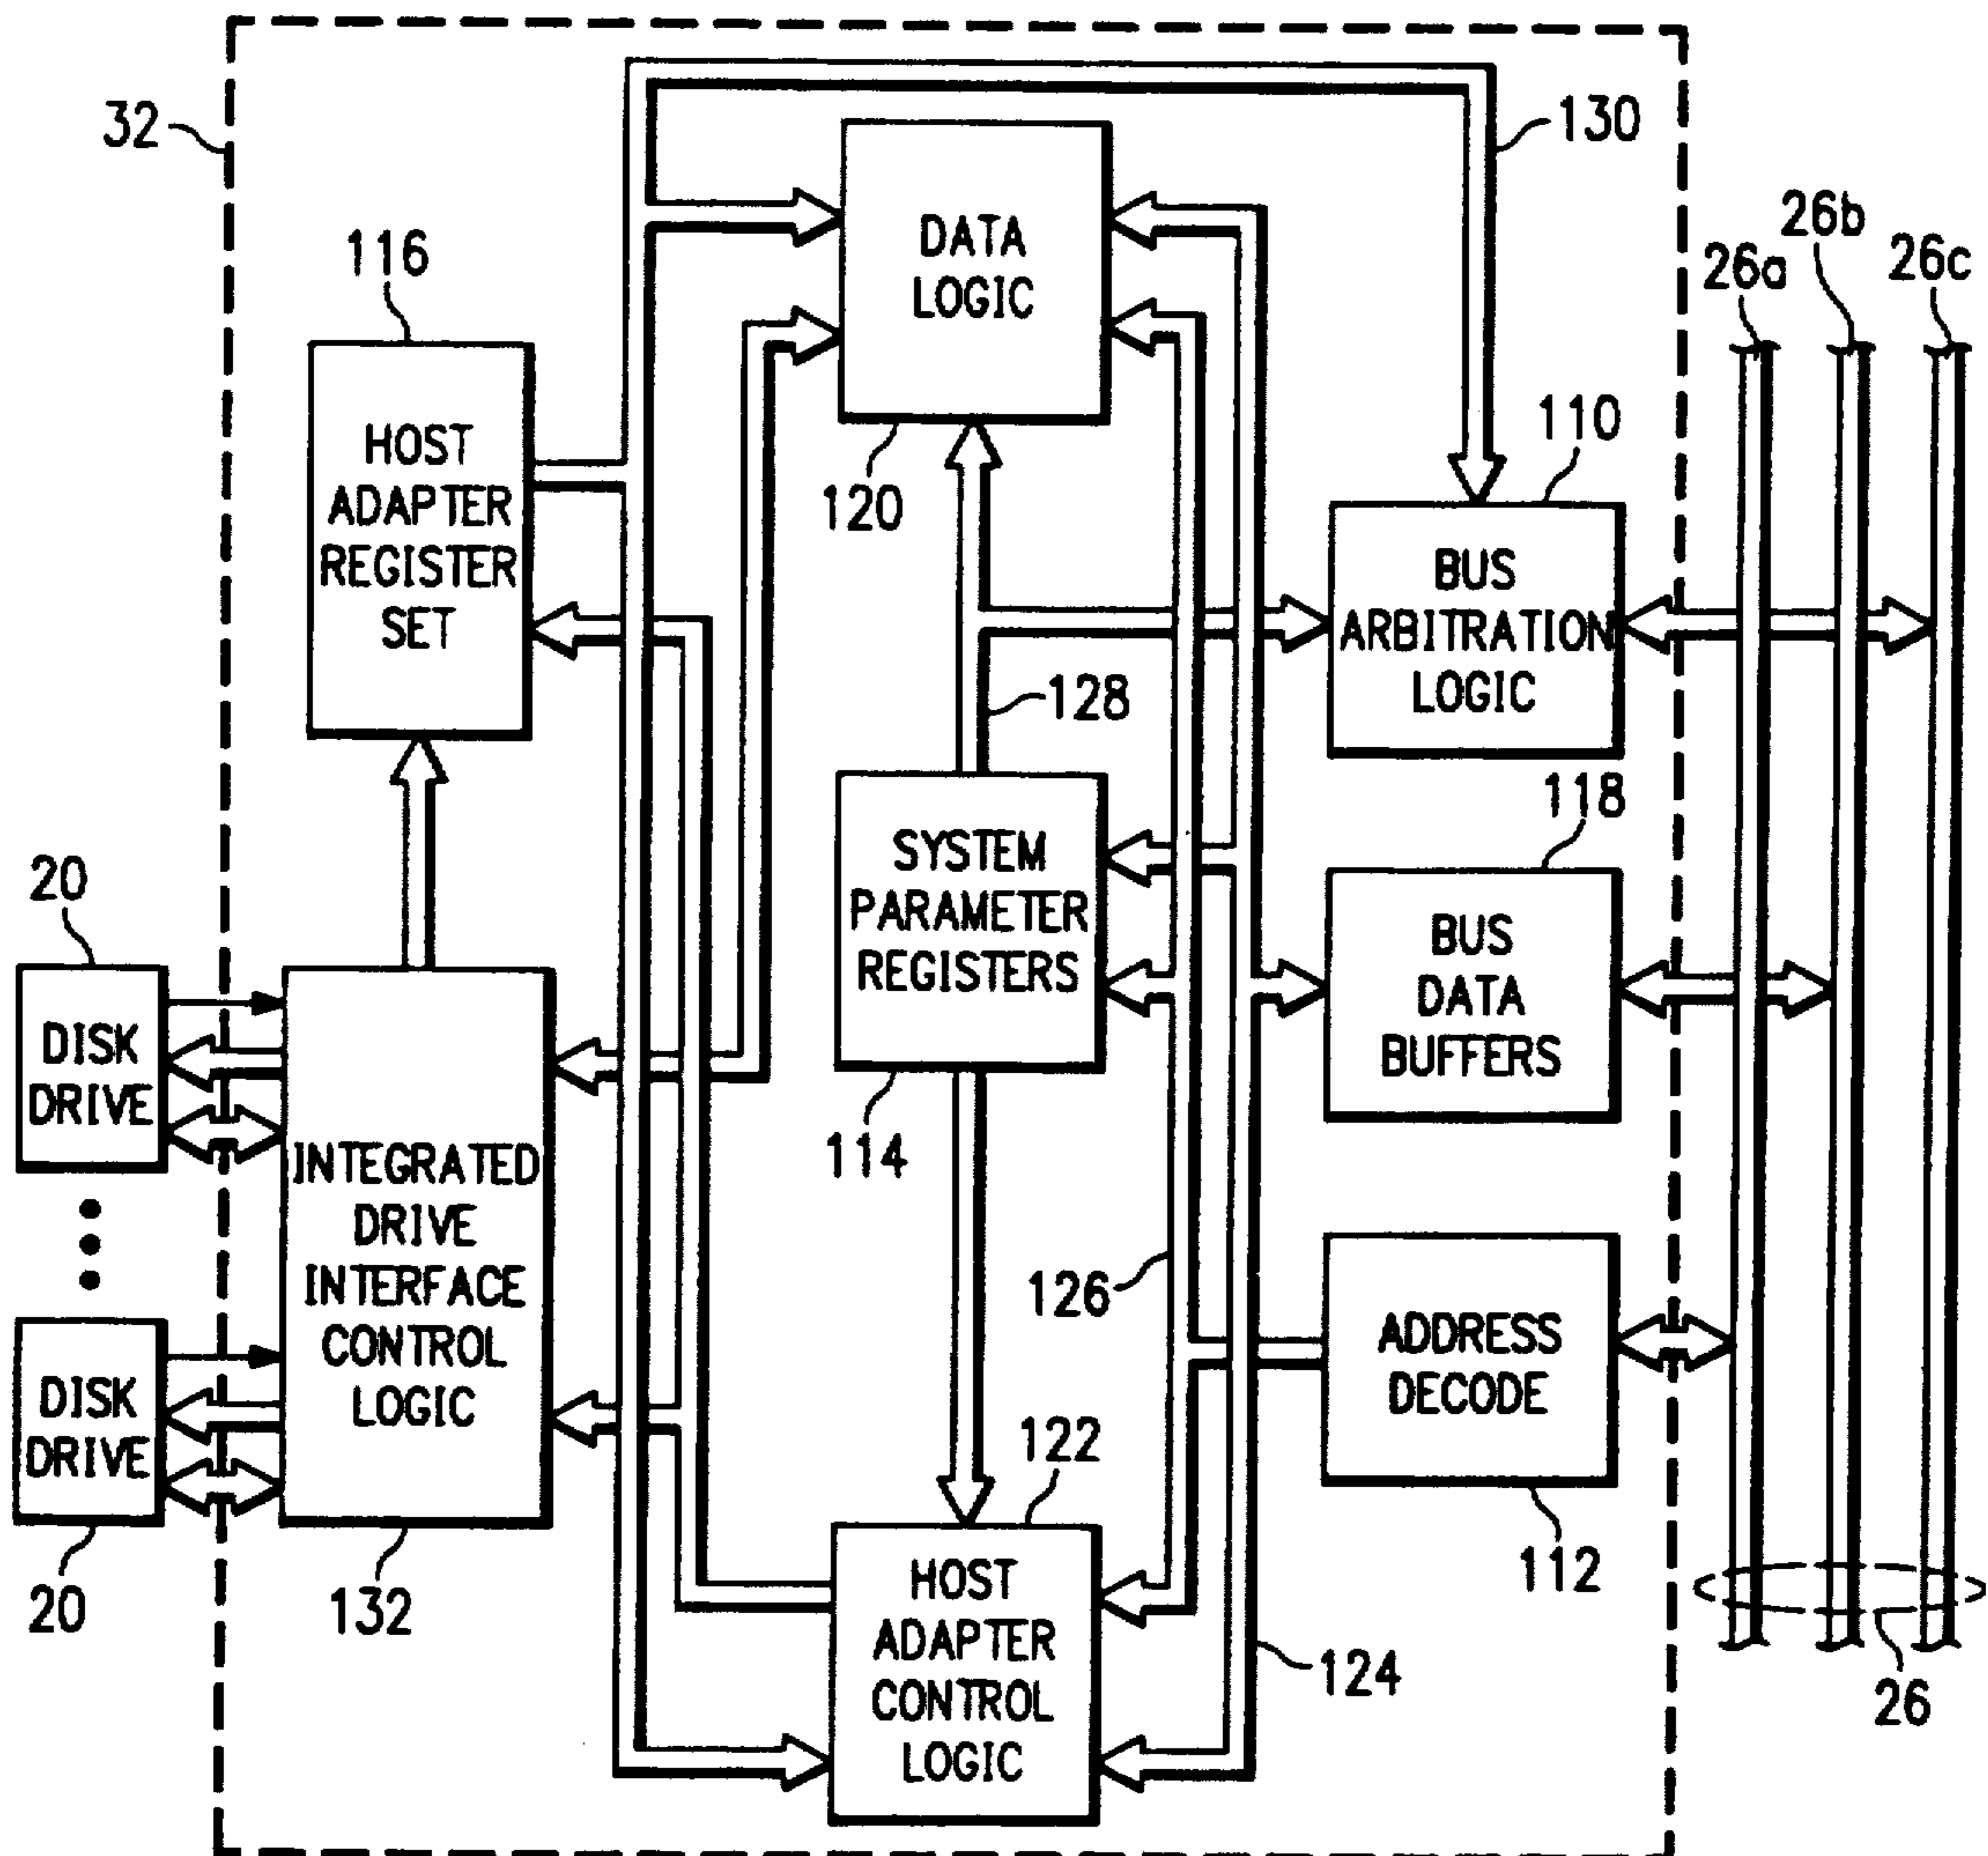 32
130
26a
26b
26c
DATA
LOGIC
116
HOST
ADAPTER
REGISTER
SET
120
110
BUS
ARBITRATION
LOGIC
128
118
SYSTEM
PARAMETER
REGISTERS
BUS
DATA
BUFFERS
20
DISK
DRIVE
114
INTEGRATED
DRIVE
INTERFACE
CONTROL
LOGIC
126
ADDRESS
DECODE
DISK
DRIVE
122
112
20
132
HOST
ADAPTER
CONTROL
LOGIC
124
26